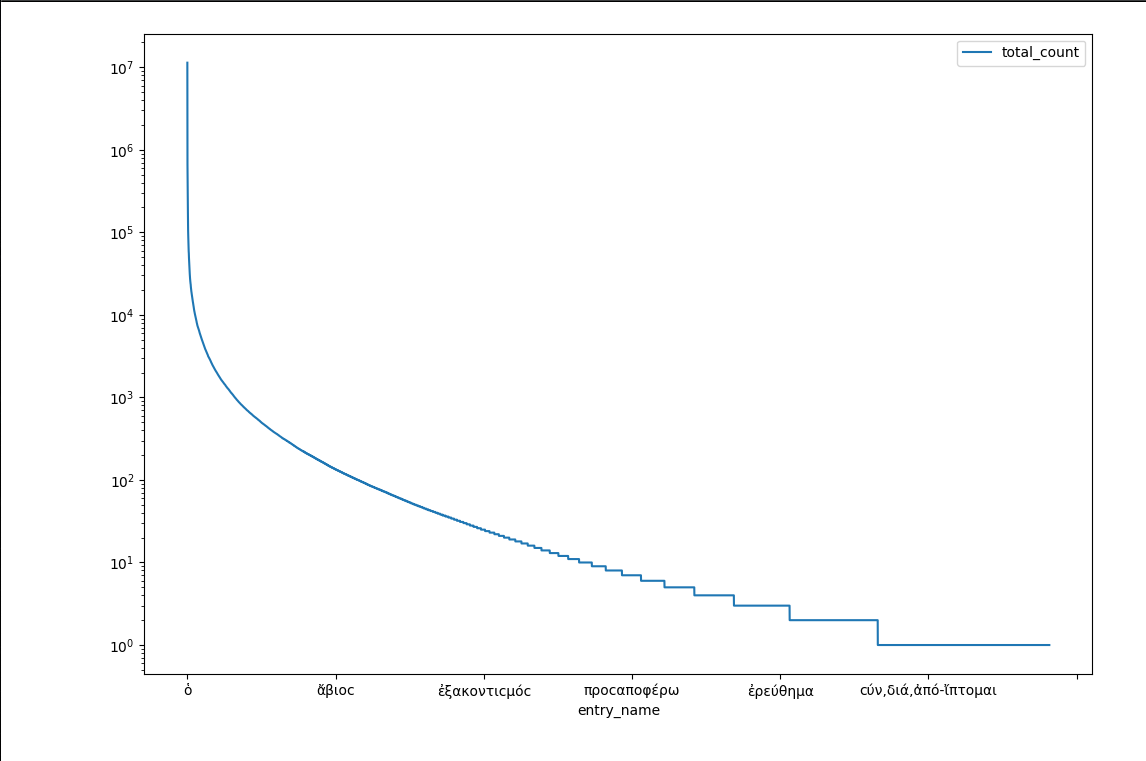 total_count
10⁷
10⁶
10⁵
10⁴
10³
10²
10¹
10⁰
ὁ ἄβιοϲ ἐξακοντιϲμόϲ προϲαποφέρω ἐρεύθημα ϲύν,διά,ἀπό-ἵπτομαι
entry_name